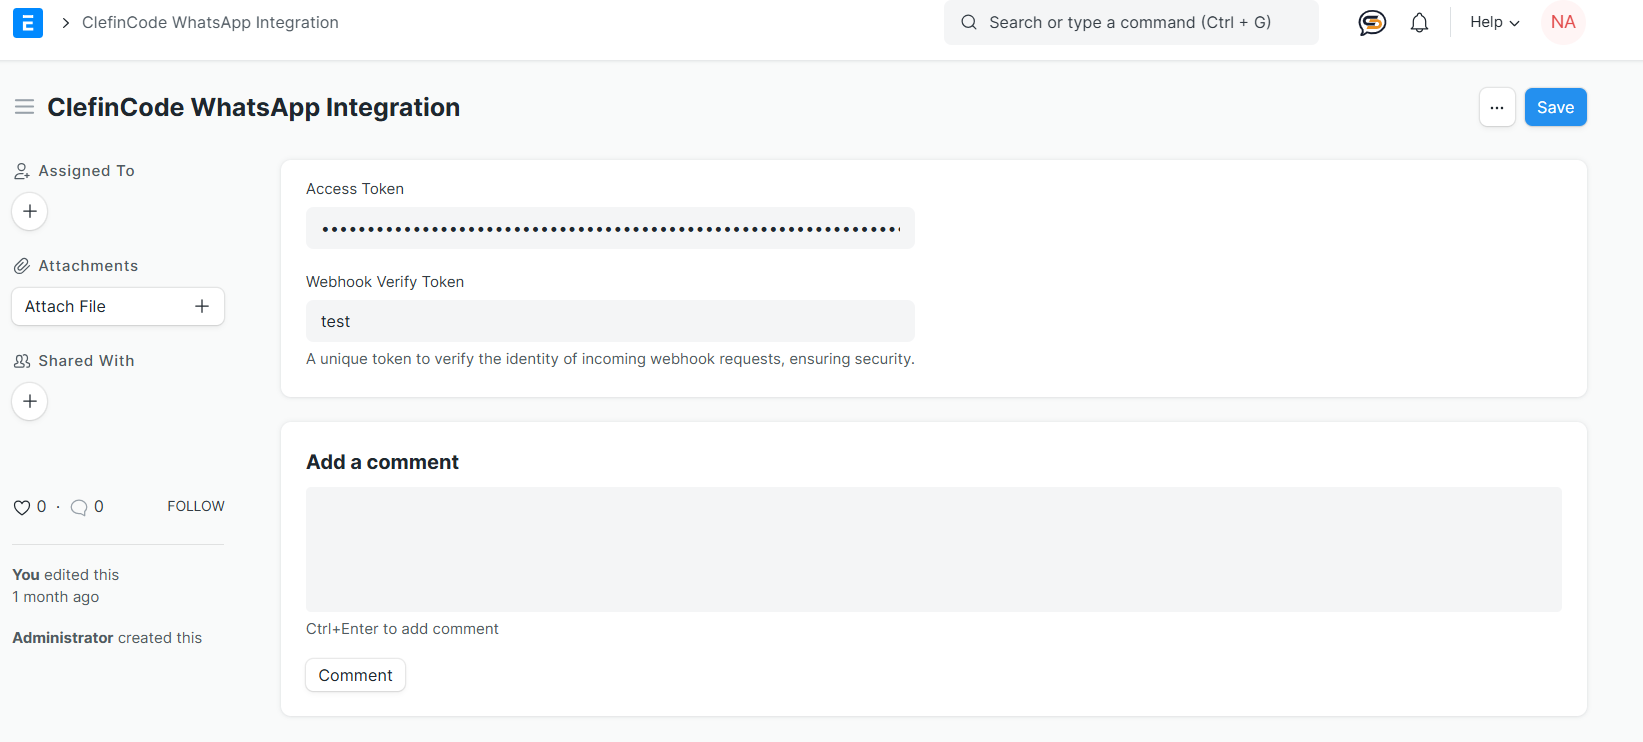 ClefinCode WhatsApp Integration
Search or type a command (Ctrl + G)
Help
NA
ClefinCode WhatsApp Integration
...
Save
Assigned To
Attachments
Attach File
Shared With
0 · 0
FOLLOW
You edited this
1 month ago
Administrator created this
Access Token
••••••••••••••••••••••••••••••••••••••••••••••••••••••••••••••••
Webhook Verify Token
test
A unique token to verify the identity of incoming webhook requests, ensuring security.
Add a comment
Ctrl+Enter to add comment
Comment